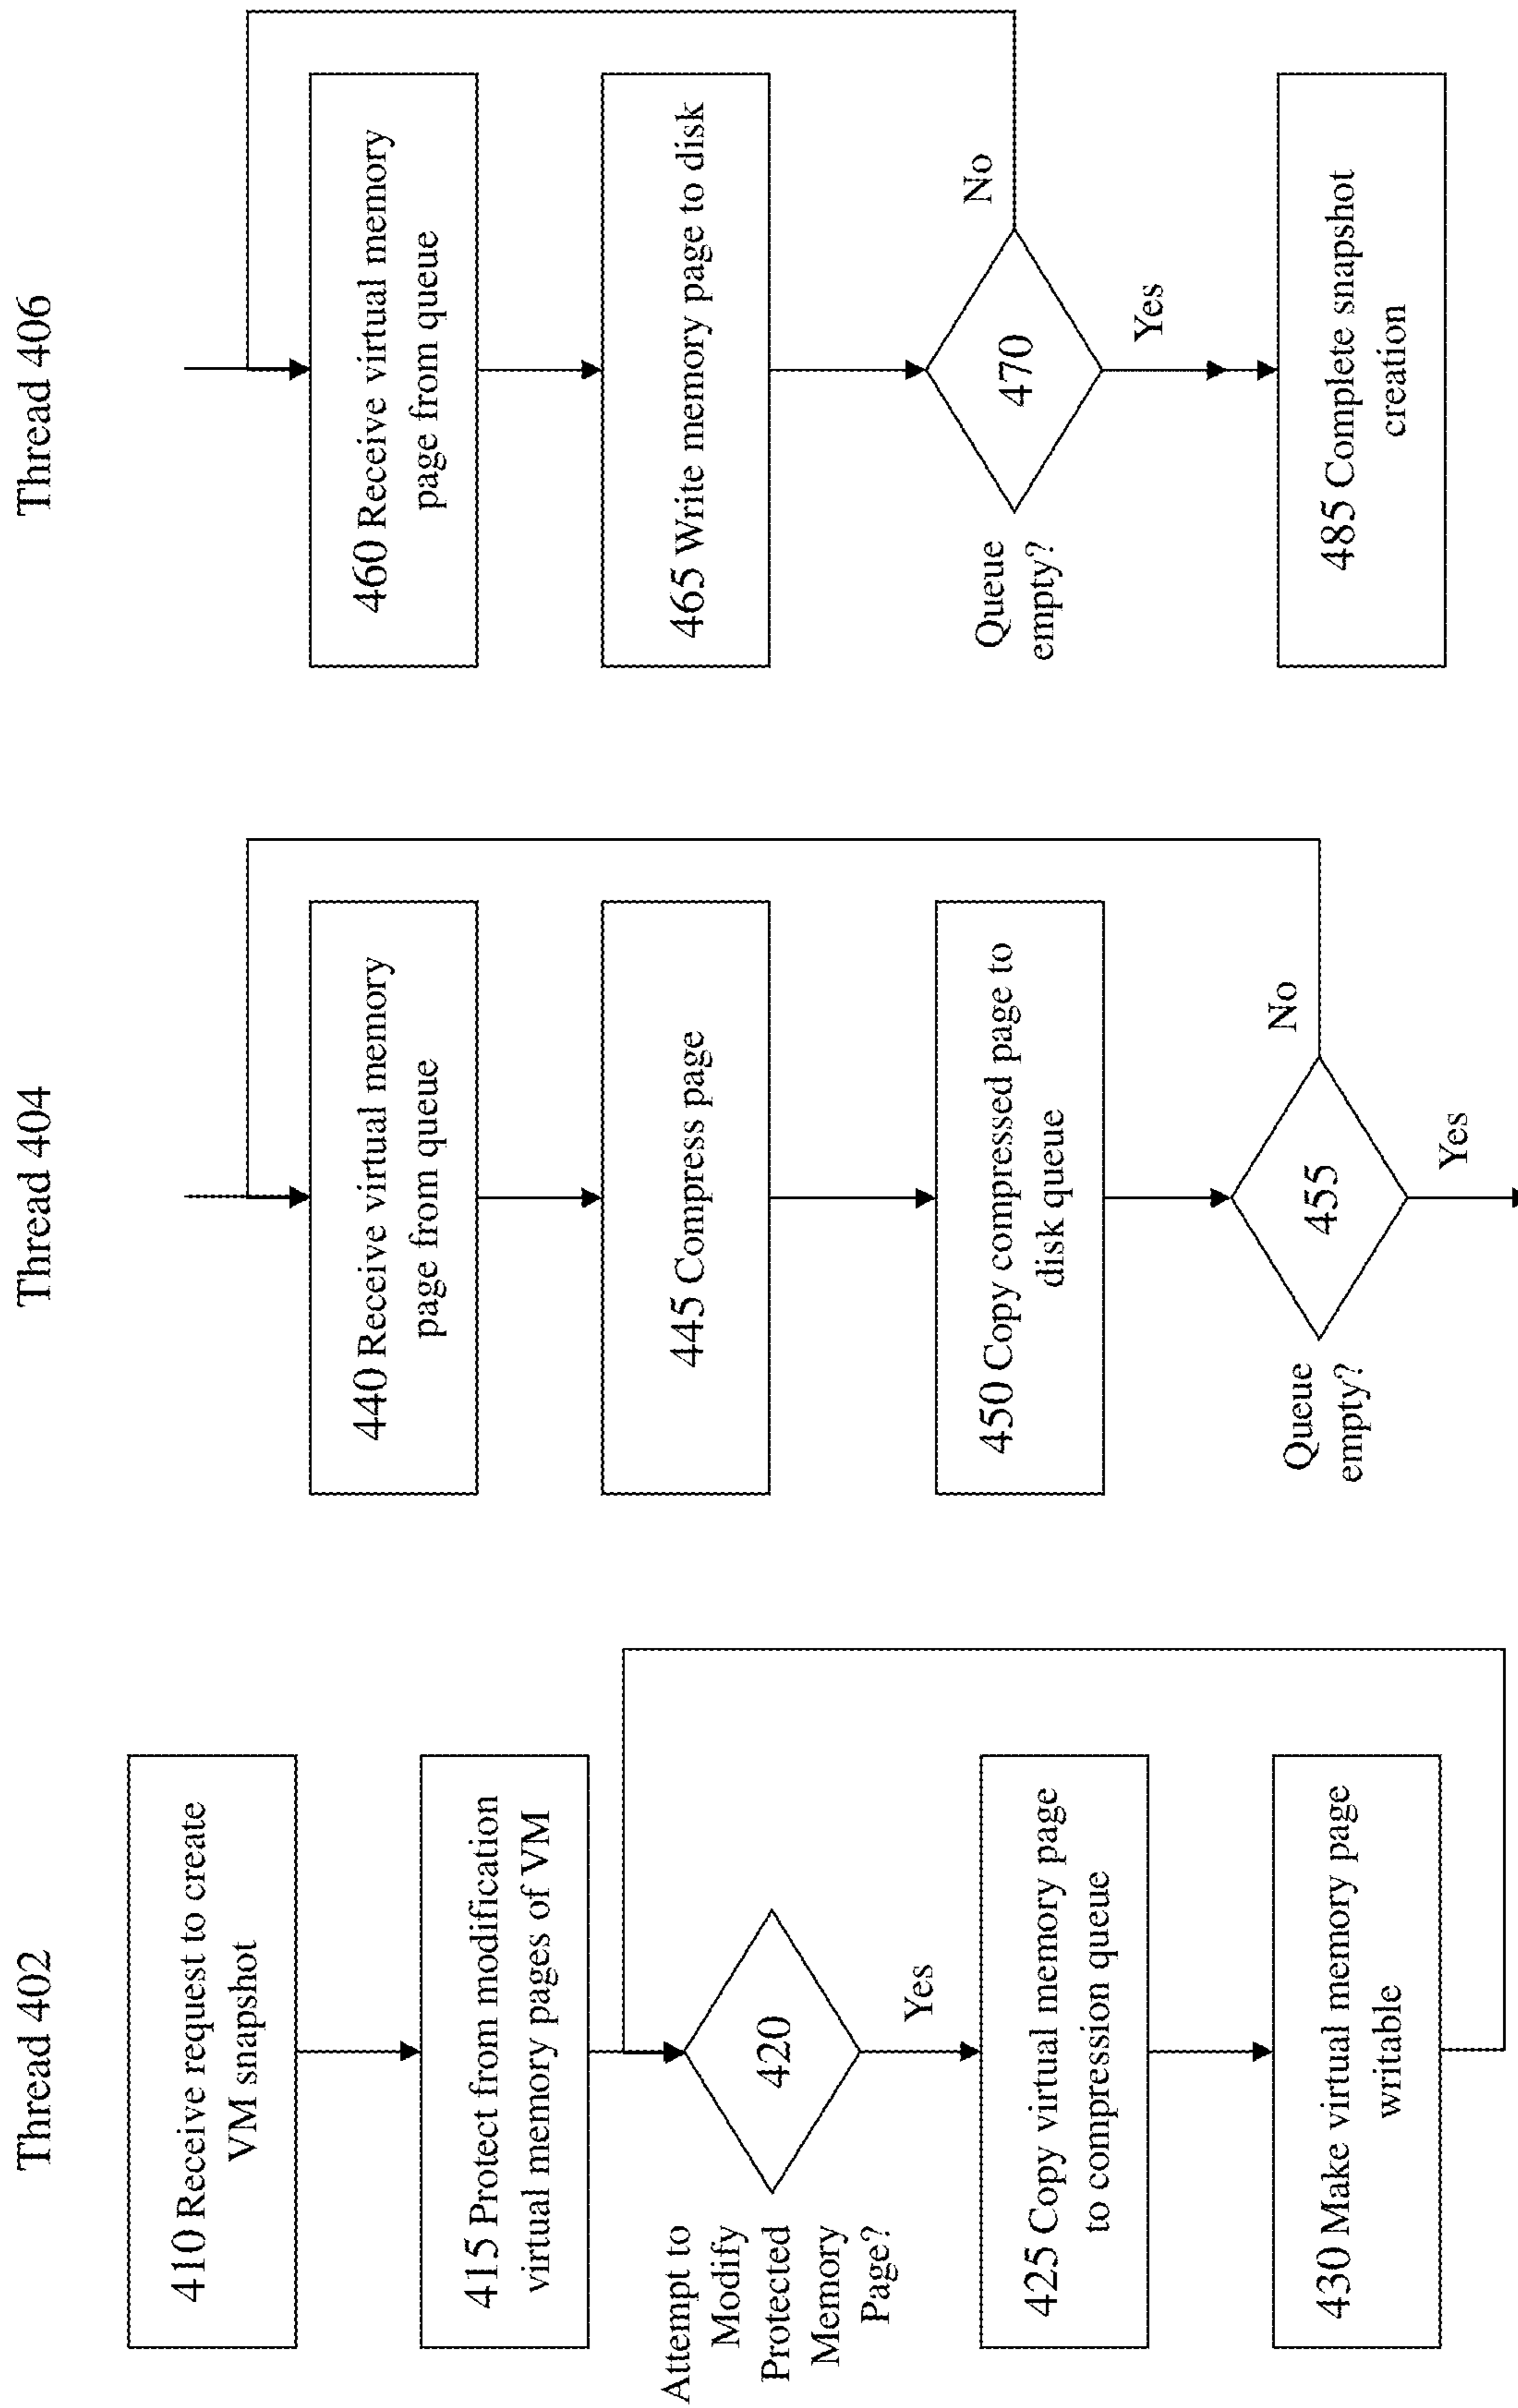 Thread 402
410 Receive request to create
VM snapshot
415 Protect from modification
virtual memory pages of VM
Attempt to
Modify
Protected
Memory
Page?
420
Yes
425 Copy virtual memory page
to compression queue
430 Make virtual memory page
writable
Thread 404
440 Receive virtual memory
page from queue
445 Compress page
450 Copy compressed page to
disk queue
Queue
empty?
455
No
Yes
Thread 406
460 Receive virtual memory
page from queue
465 Write memory page to disk
Queue
empty?
470
No
Yes
485 Complete snapshot
creation